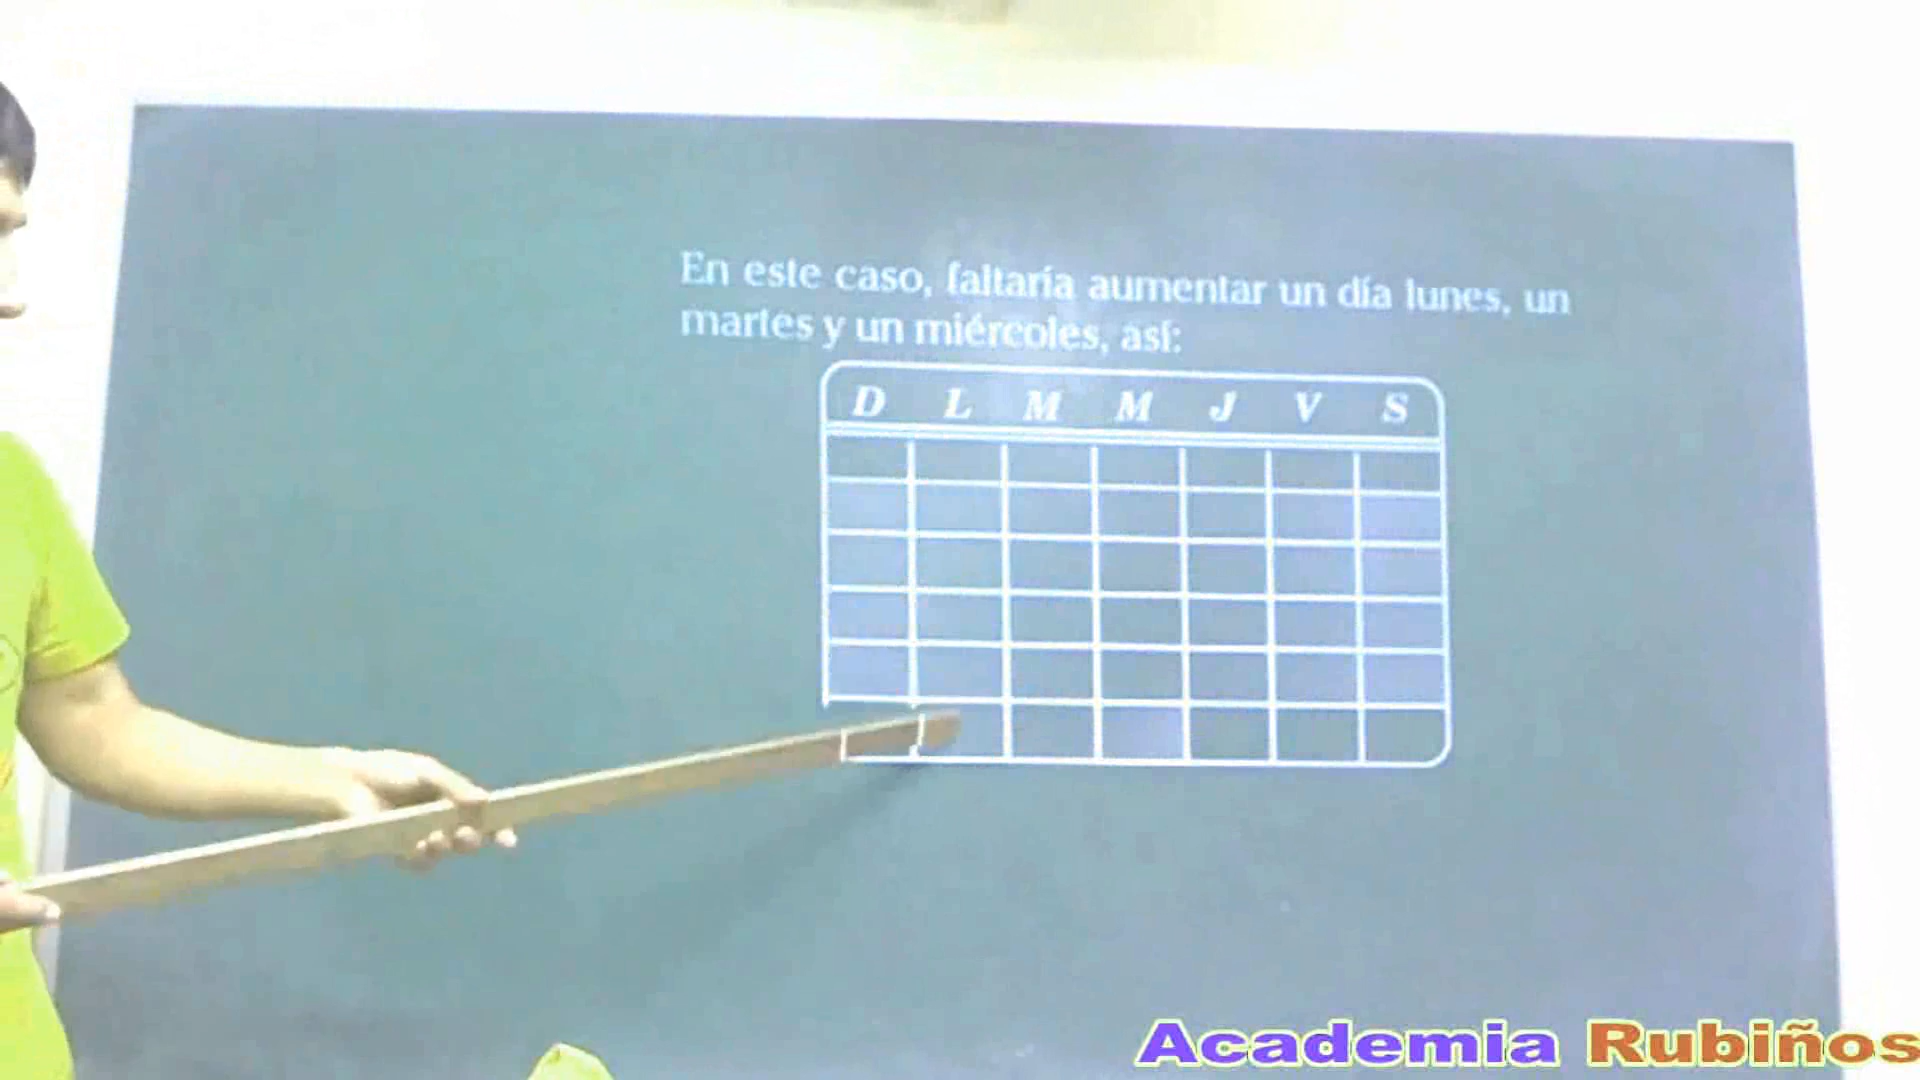 En este caso, faltaría aumentar un día lunes, un
martes y un miércoles, así:
D L M M J V S
Academia Rubiños